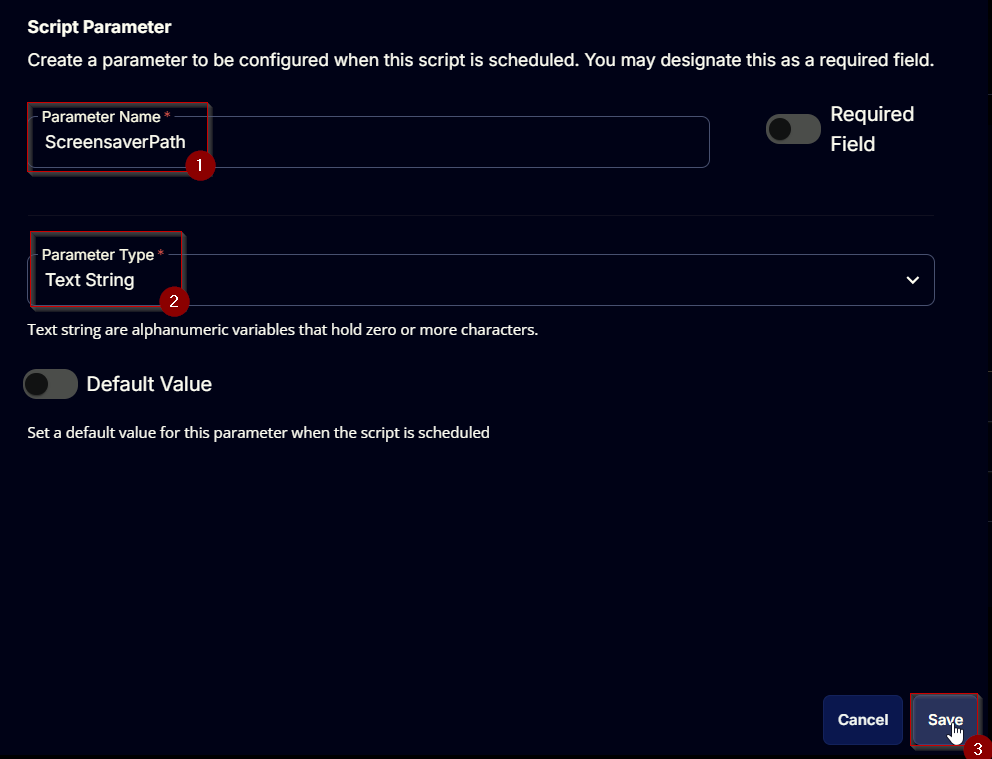 Script Parameter
Create a parameter to be configured when this script is scheduled. You may designate this as a required field.
Parameter Name *
ScreensaverPath
1
Required
Field
Parameter Type *
Text String
2
Text string are alphanumeric variables that hold zero or more characters.
Default Value
Set a default value for this parameter when the script is scheduled
Cancel
Save
3